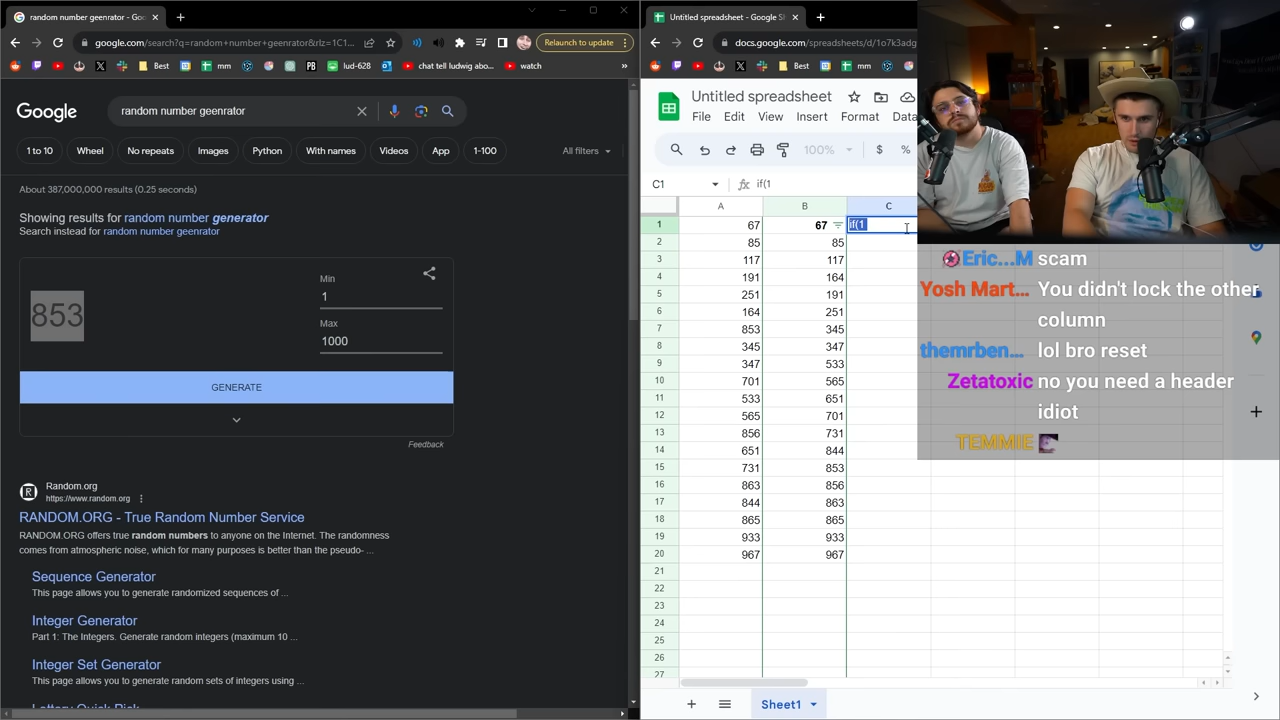 random number geenrator - Goo
Untitled spreadsheet - Google Sh
google.com/search?q=random+number+geenrator&rlz=1C1...
Relaunch to update
docs.google.com/spreadsheets/d/1o7k3adg
Best
mm
PB
lud-628
chat tell ludwig abo...
watch
»
Best
mm
Google
random number geenrator
1 to 10
Wheel
No repeats
Images
Python
With names
Videos
App
1-100
All filters
About 387,000,000 results (0.25 seconds)
Showing results for random number generator
Search instead for random number geenrator
853
Min
1
Max
1000
GENERATE
Feedback
Random.org
https://www.random.org
RANDOM.ORG - True Random Number Service
RANDOM.ORG offers true random numbers to anyone on the Internet. The randomness
comes from atmospheric noise, which for many purposes is better than the pseudo- ...
Sequence Generator
This page allows you to generate randomized sequences of ...
Integer Generator
Part 1: The Integers. Generate random integers (maximum 10 ...
Integer Set Generator
This page allows you to generate random sets of integers using ...
Untitled spreadsheet
File Edit View Insert Format Data
100% $ %
C1 fx if(1
A B C
1 67 67 if(1
2 85 85
3 117 117
4 191 164
5 251 191
6 164 251
7 853 345
8 345 347
9 347 533
10 701 565
11 533 651
12 565 701
13 856 731
14 651 844
15 731 853
16 863 856
17 844 863
18 865 865
19 933 933
20 967 967
21
22
23
24
25
26
27
Sheet1
Eric...M scam
Yosh Mart... You didn't lock the other
column
themrben... lol bro reset
Zetatoxic no you need a header
idiot
TEMMIE